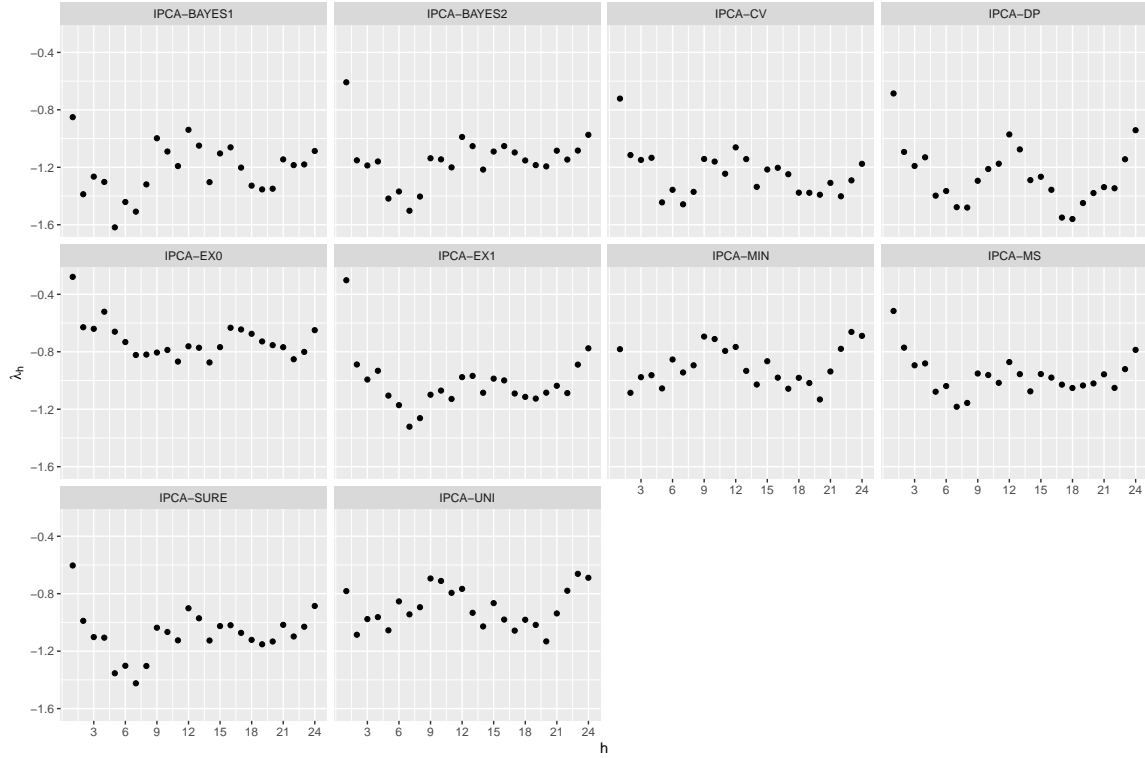 IPCA−BAYES1 IPCA−BAYES2 IPCA−CV IPCA−DP
−0.4
−0.8
−1.2
−1.6
IPCA−EX0 IPCA−EX1 IPCA−MIN IPCA−MS
−0.4
−0.8
−1.2
−1.6
3 6 9 12 15 18 21 24 3 6 9 12 15 18 21 24
IPCA−SURE IPCA−UNI
−0.4
−0.8
−1.2
−1.6
3 6 9 12 15 18 21 24 3 6 9 12 15 18 21 24
h
λh